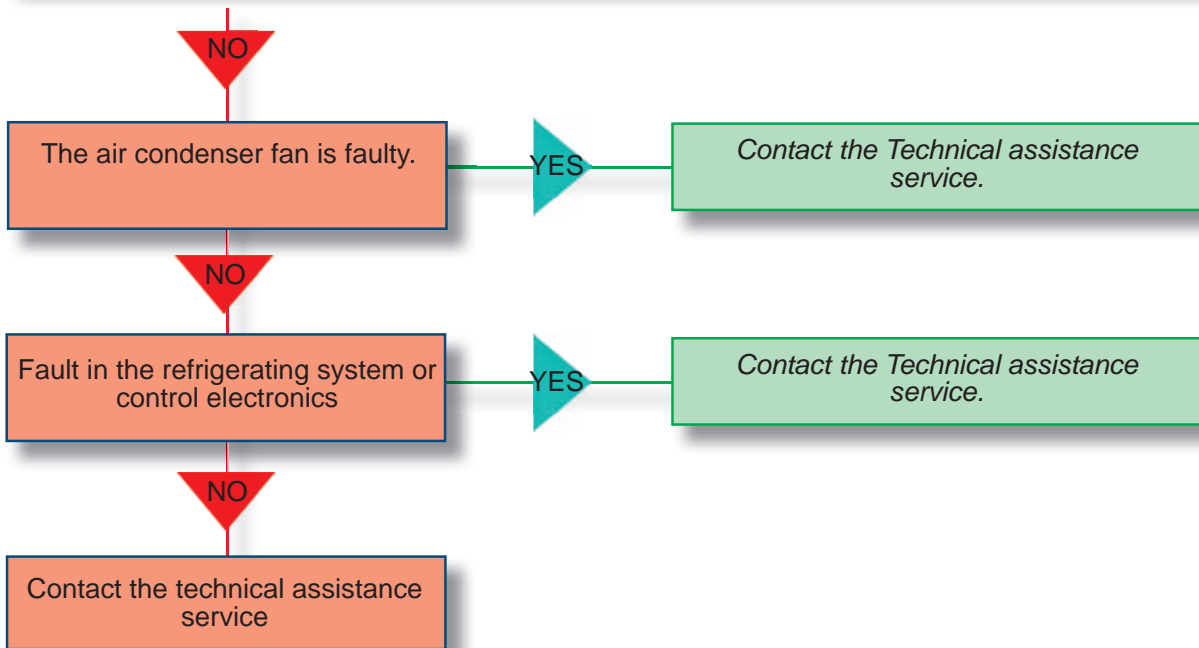 NO
The air condenser fan is faulty.
YES
Contact the Technical assistance
service.
NO
Fault in the refrigerating system or
control electronics
YES
Contact the Technical assistance
service.
NO
Contact the technical assistance
service